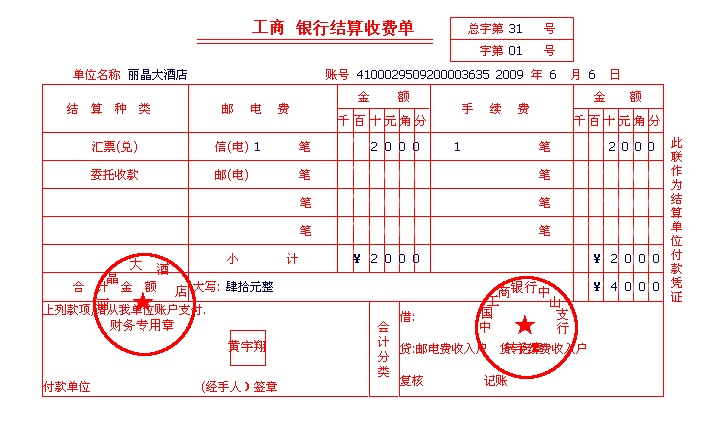 工商 银行结算收费单
总字第 31 号
字第 01 号
单位名称 丽晶大酒店 账号 4100029509200003635 2009 年 6 月 6 日
结 算 种 类 邮 电 费 金 额 手 续 费 金 额
千 百 十 元 角 分 千 百 十 元 角 分
汇票(兑) 信(电) 1 笔 2 0 0 0 1 笔 2 0 0 0
委托收款 邮(电) 笔 笔
笔 笔
笔 笔
小 计 ¥ 2 0 0 0 ¥ 2 0 0 0
合 计 金 额 大写: 肆拾元整 ¥ 4 0 0 0
上列款项,请从我单位账户支付.
丽晶大酒店
财务专用章
黄宇翔
付款单位 (经手人）签章
会计分类
借:
贷:邮电费收入户 贷:手续费收入户
复核 记账
中国工商银行中山支行
此联作为结算单位付款凭证